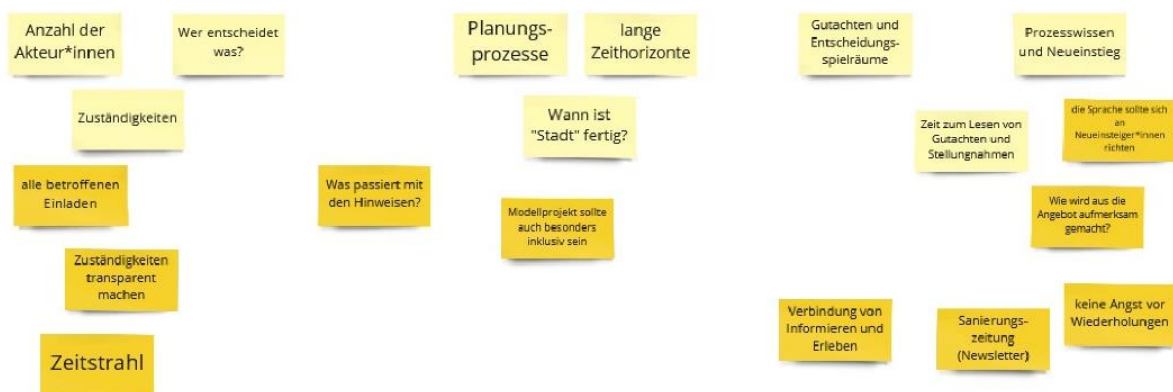 Anzahl der
Akteur*innen
Wer entscheidet
was?
Zuständigkeiten
alle betroffenen
Einladen
Zuständigkeiten
transparent
machen
Zeitstrahl
Was passiert mit
den Hinweisen?
Planungs-
prozesse
lange
Zeithorizonte
Wann ist
"Stadt" fertig?
Modellprojekt sollte
auch besonders
inklusiv sein
Gutachten und
Entscheidungs-
spielräume
Prozesswissen
und Neueinstieg
Zeit zum Lesen von
Gutachten und
Stellungnahmen
die Sprache sollte sich
an
Neueinsteiger*innen
richten
Wie wird aus die
Angebot aufmerksam
gemacht?
Verbindung von
Informieren und
Erleben
Sanierungs-
zeitung
(Newsletter)
keine Angst vor
Wiederholungen